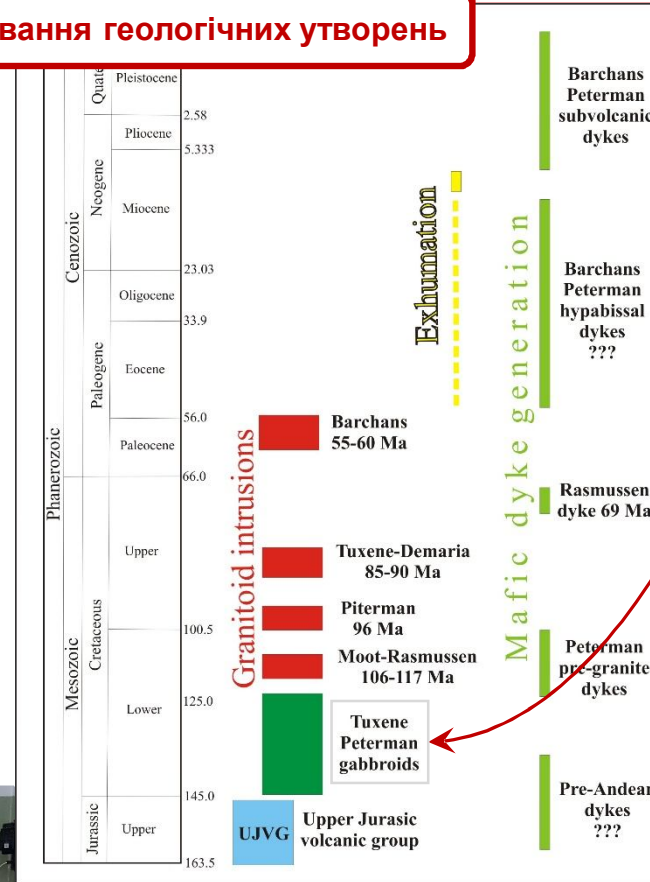 вання геологічних утворень
Phanerozoic
Cenozoic
Mesozoic
Neogene
Paleogene
Cretaceous
Jurassic
Pleistocene
2.58
Pliocene
5.333
Miocene
23.03
Oligocene
33.9
Eocene
56.0
Paleocene
66.0
Upper
100.5
Lower
125.0
145.0
Upper
163.5
Granitoid intrusions
Barchans
55-60 Ma
Tuxene-Demaria
85-90 Ma
Piterman
96 Ma
Moot-Rasmussen
106-117 Ma
Tuxene
Peterman
gabbroids
UJVG
Upper Jurasic
volcanic group
Exhumation
Mafic dyke generation
Barchans
Peterman
subvolcanic
dykes
Barchans
Peterman
hypabissal
dykes
???
Rasmussen
dyke 69 Ma
Peterman
pre-granite
dykes
Pre-Andean
dykes
???